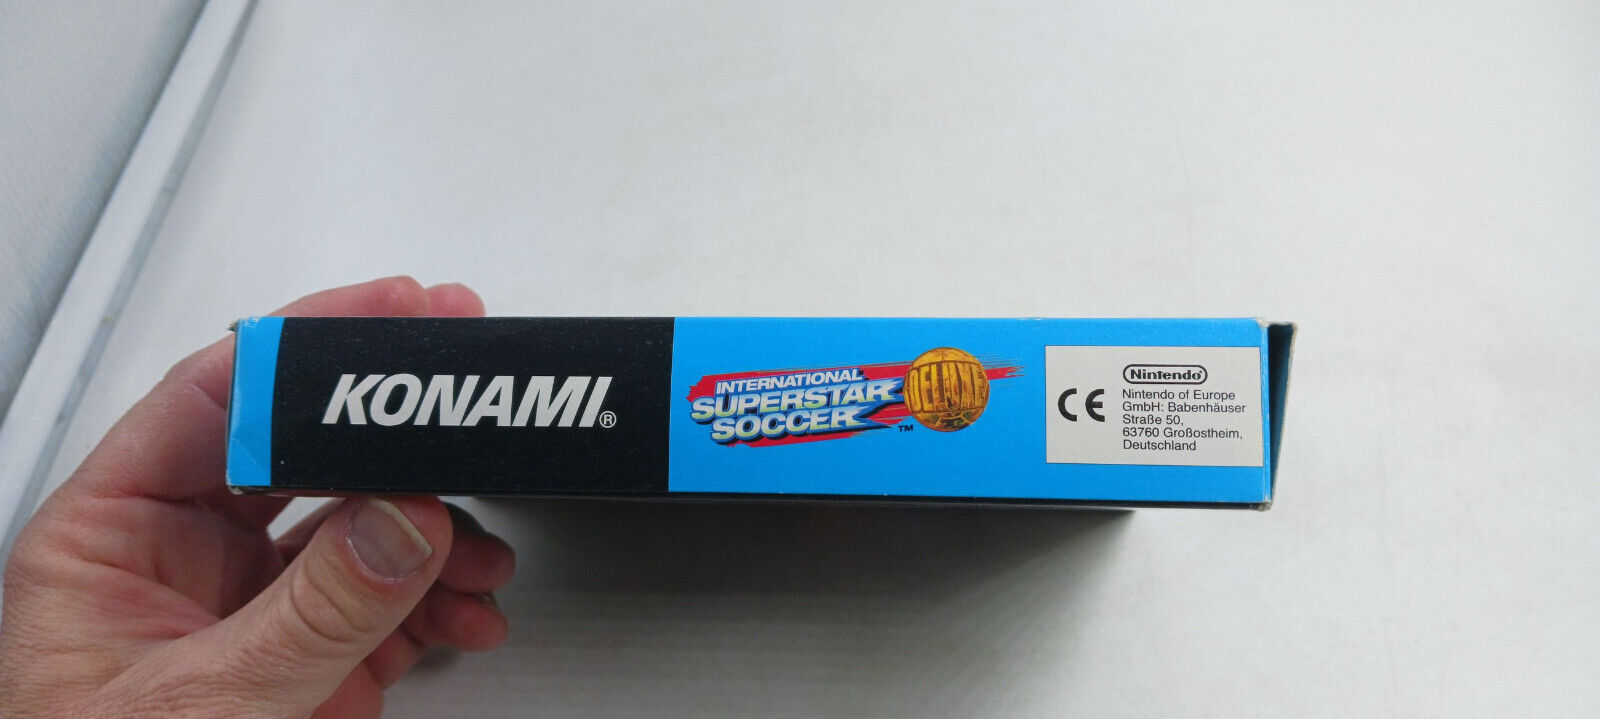 KONAMI®
INTERNATIONAL
SUPERSTAR
SOCCER
DELUXE
™
CE
Nintendo®
Nintendo of Europe
GmbH: Babenhäuser
Straße 50,
63760 Großostheim,
Deutschland